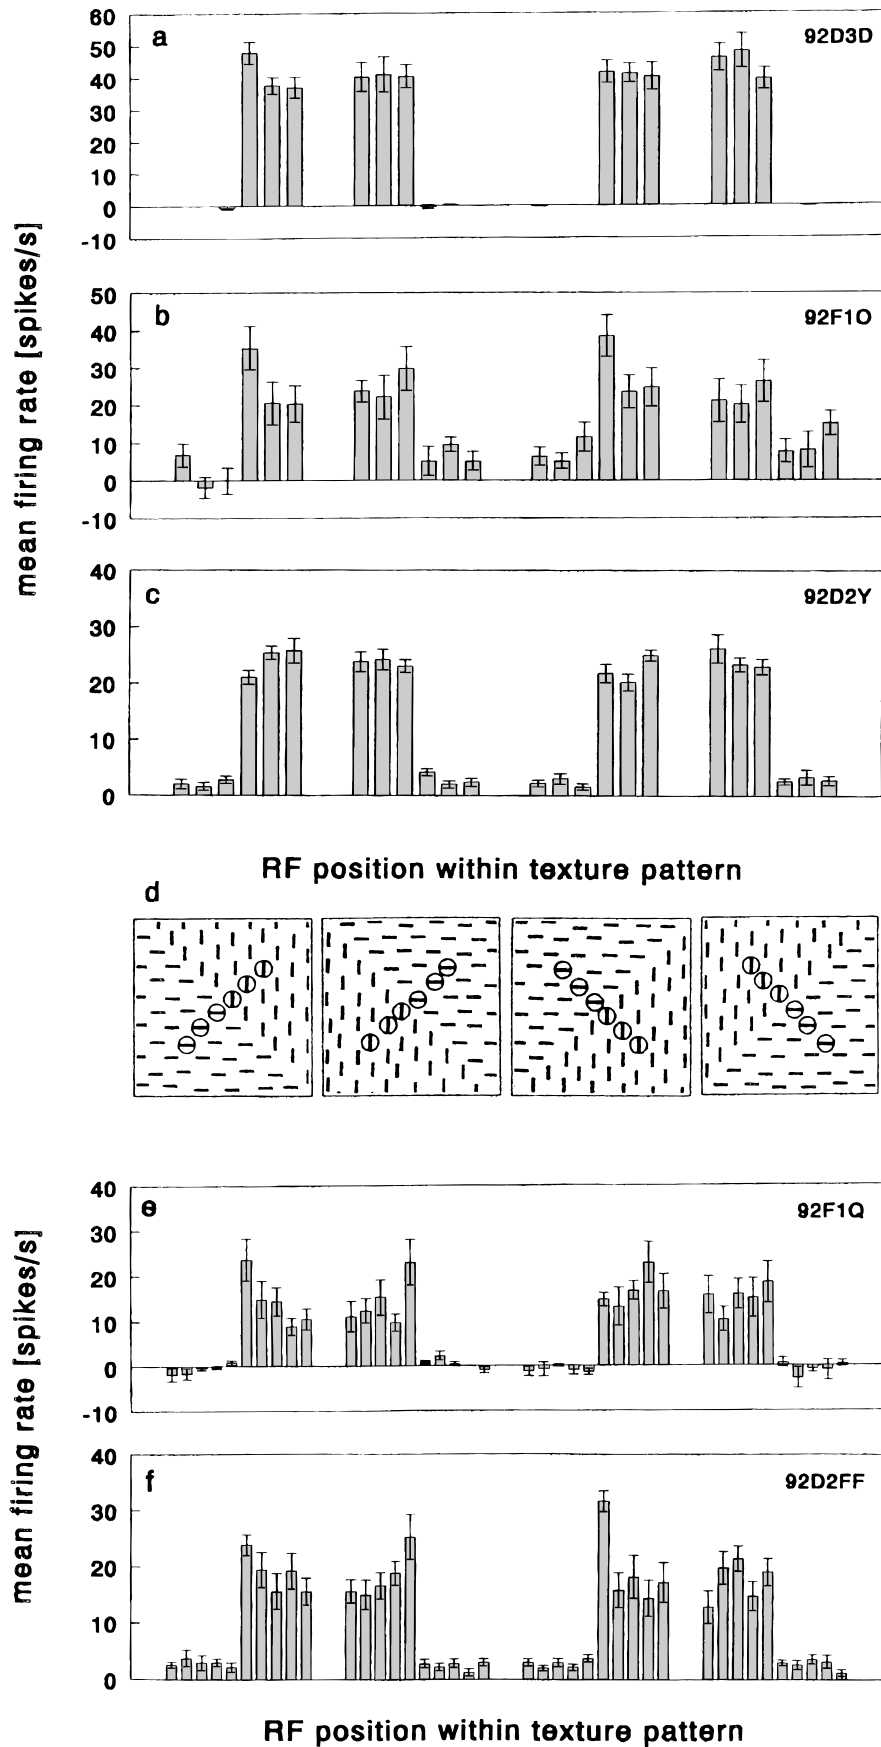 a
92D3D
60
50
40
30
20
10
0
-10
mean firing rate [spikes/s]
b
92F1O
50
40
30
20
10
0
-10
c
92D2Y
40
30
20
10
0
RF position within texture pattern
d
e
92F1Q
40
30
20
10
0
-10
mean firing rate [spikes/s]
f
92D2FF
40
30
20
10
0
RF position within texture pattern